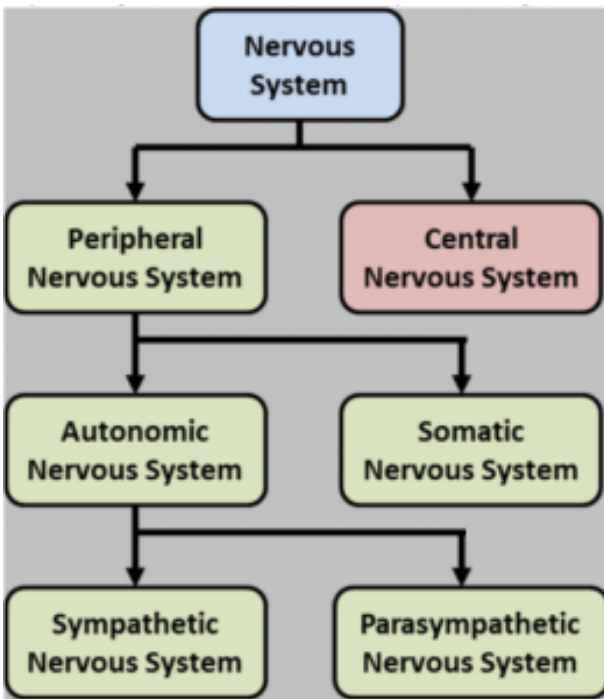 Nervous
System
Peripheral
Nervous System
Central
Nervous System
Autonomic
Nervous System
Somatic
Nervous System
Sympathetic
Nervous System
Parasympathetic
Nervous System